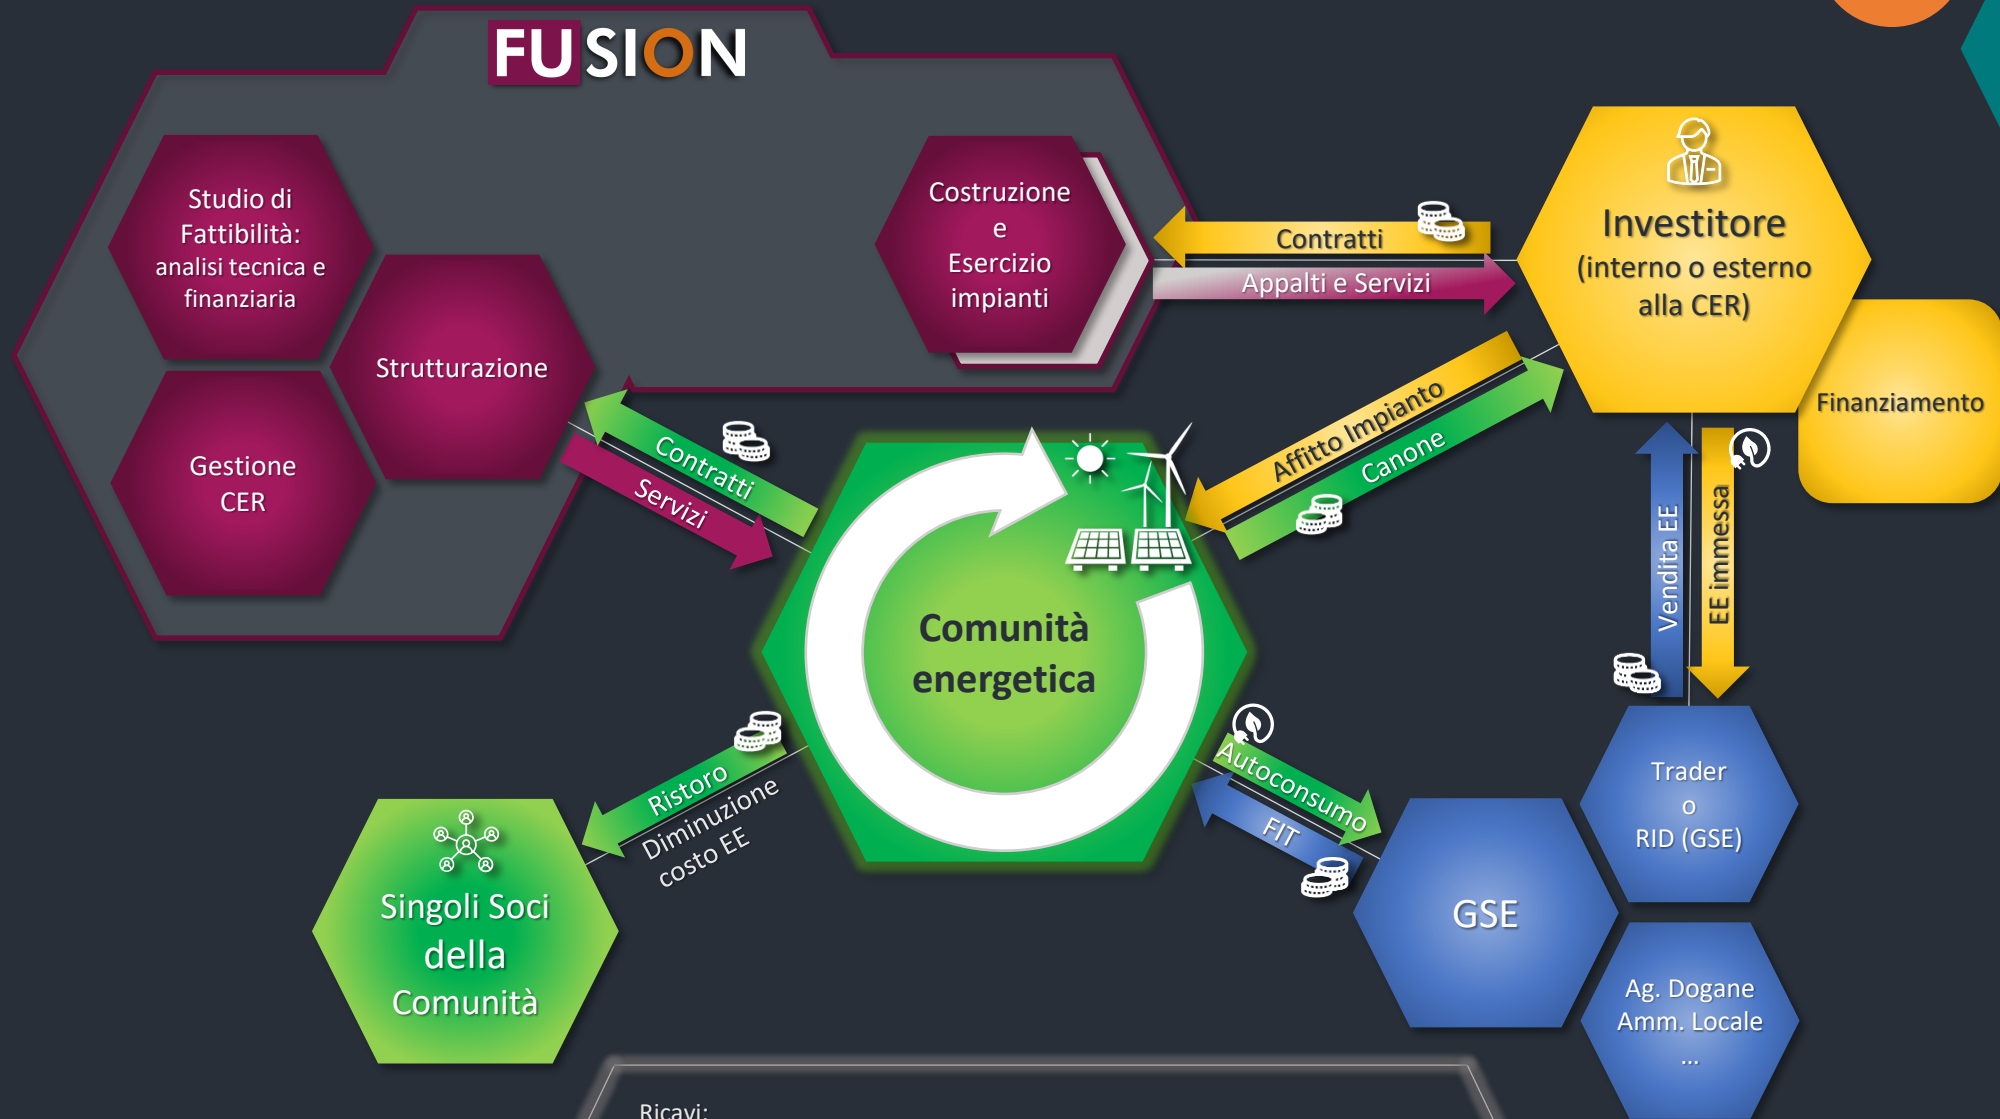 FUSION
Studio di
Fattibilità:
analisi tecnica e
finanziaria
Strutturazione
Gestione
CER
Costruzione
e
Esercizio
impianti
Contratti
Appalti e Servizi
Investitore
(interno o esterno
alla CER)
Finanziamento
Contratti
Servizi
Affitto Impianto
Canone
Vendita EE
EE immessa
Comunità
energetica
Ristoro
Diminuzione
costo EE
Autoconsumo
FIT
Singoli Soci
della
Comunità
GSE
Trader
o
RID (GSE)
Ag. Dogane
Amm. Locale
...
Ricavi: